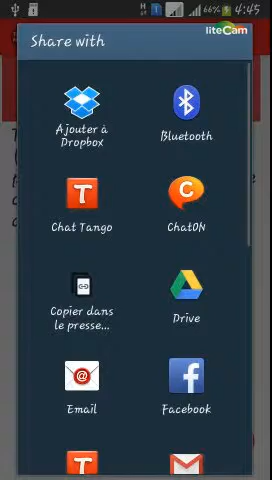 H
66% 4:45
liteCam
Share with
Ajouter à
Dropbox
Bluetooth
Chat Tango
ChatON
Copier dans
le presse...
Drive
Email
Facebook